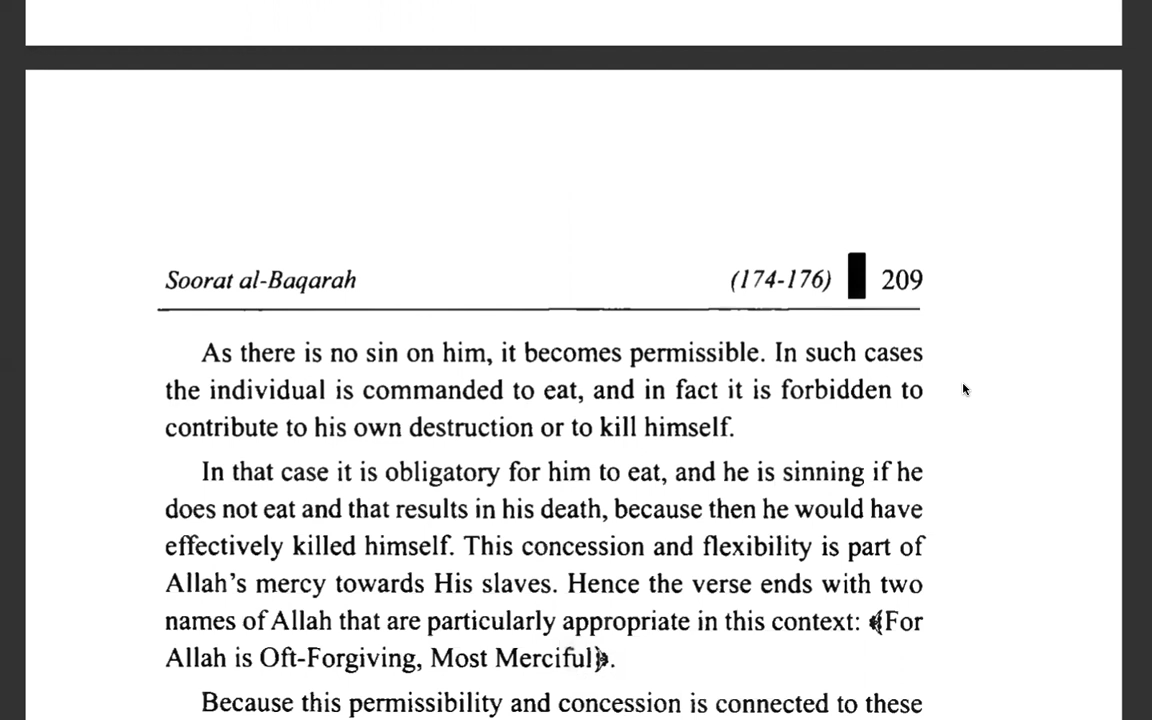 Soorat al-Baqarah (174-176) 209
As there is no sin on him, it becomes permissible. In such cases
the individual is commanded to eat, and in fact it is forbidden to
contribute to his own destruction or to kill himself.
In that case it is obligatory for him to eat, and he is sinning if he
does not eat and that results in his death, because then he would have
effectively killed himself. This concession and flexibility is part of
Allah's mercy towards His slaves. Hence the verse ends with two
names of Allah that are particularly appropriate in this context: ﴾For
Allah is Oft-Forgiving, Most Merciful﴿.
Because this permissibility and concession is connected to these